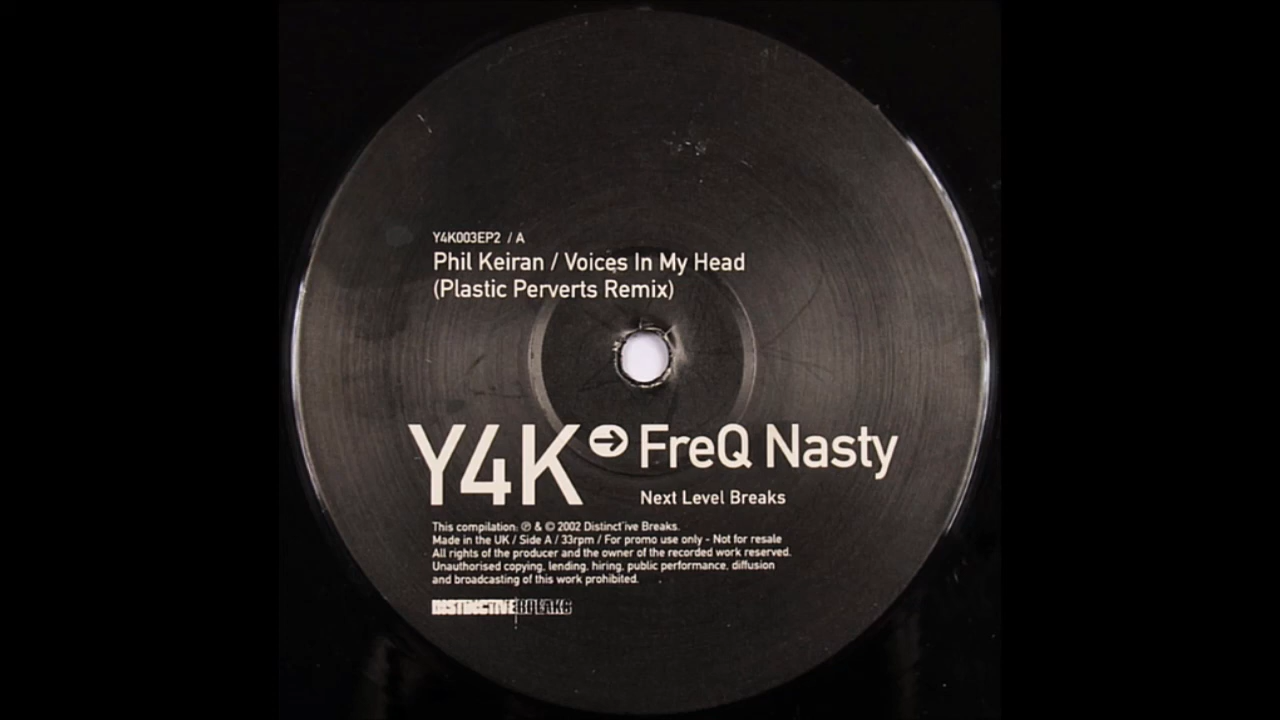 Y4K003EP2 / A
Phil Keiran / Voices In My Head
(Plastic Perverts Remix)
Y4K → FreQ Nasty
Next Level Breaks
This compilation: ℗ & © 2002 Distinct'ive Breaks.
Made in the UK / Side A / 33rpm / For promo use only - Not for resale
All rights of the producer and the owner of the recorded work reserved.
Unauthorised copying, lending, hiring, public performance, diffusion
and broadcasting of this work prohibited.
DISTINCTIVEBREAKS